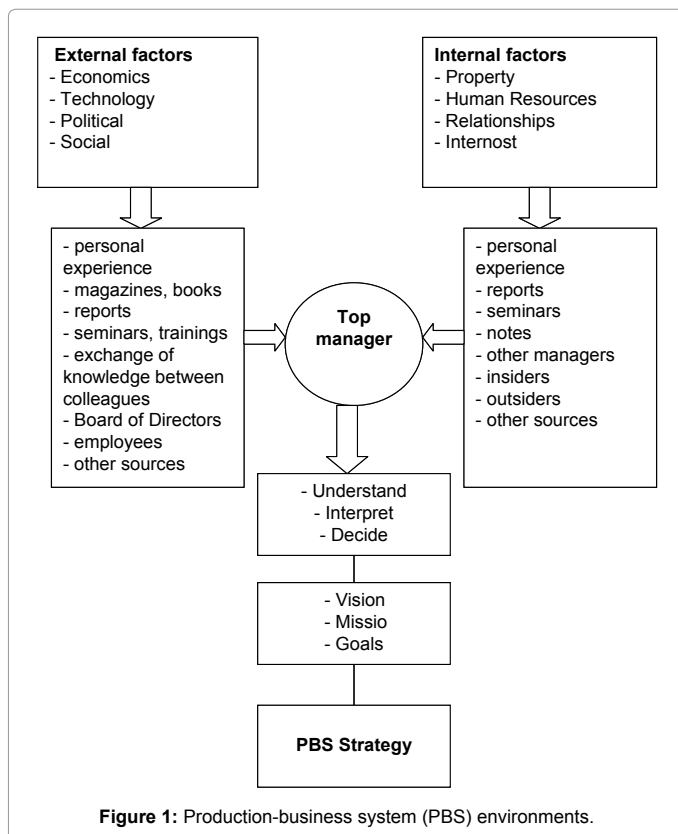 External factors
- Economics
- Technology
- Political
- Social
Internal factors
- Property
- Human Resources
- Relationships
- Internost
- personal
experience
- magazines, books
- reports
- seminars, trainings
- exchange of
knowledge between
colleagues
- Board of Directors
- employees
- other sources
Top
manager
- personal
experience
- reports
- seminars
- notes
- other managers
- insiders
- outsiders
- other sources
- Understand
- Interpret
- Decide
- Vision
- Missio
- Goals
PBS Strategy
Figure 1: Production-business system (PBS) environments.